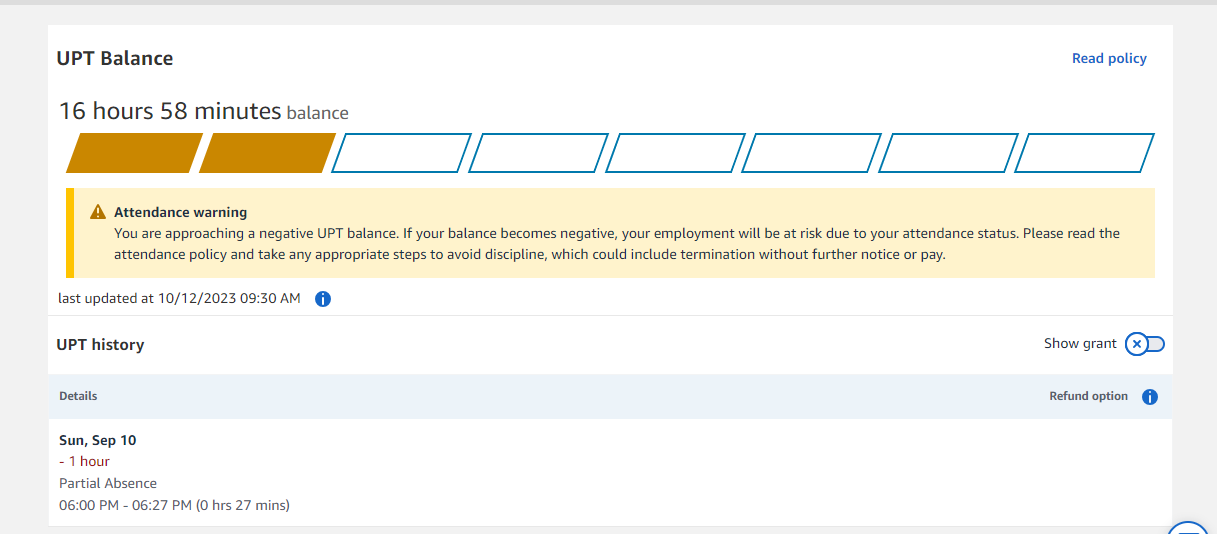 UPT Balance
Read policy
16 hours 58 minutes balance
Attendance warning
You are approaching a negative UPT balance. If your balance becomes negative, your employment will be at risk due to your attendance status. Please read the
attendance policy and take any appropriate steps to avoid discipline, which could include termination without further notice or pay.
last updated at 10/12/2023 09:30 AM
UPT history
Show grant
Details
Refund option
Sun, Sep 10
- 1 hour
Partial Absence
06:00 PM - 06:27 PM (0 hrs 27 mins)